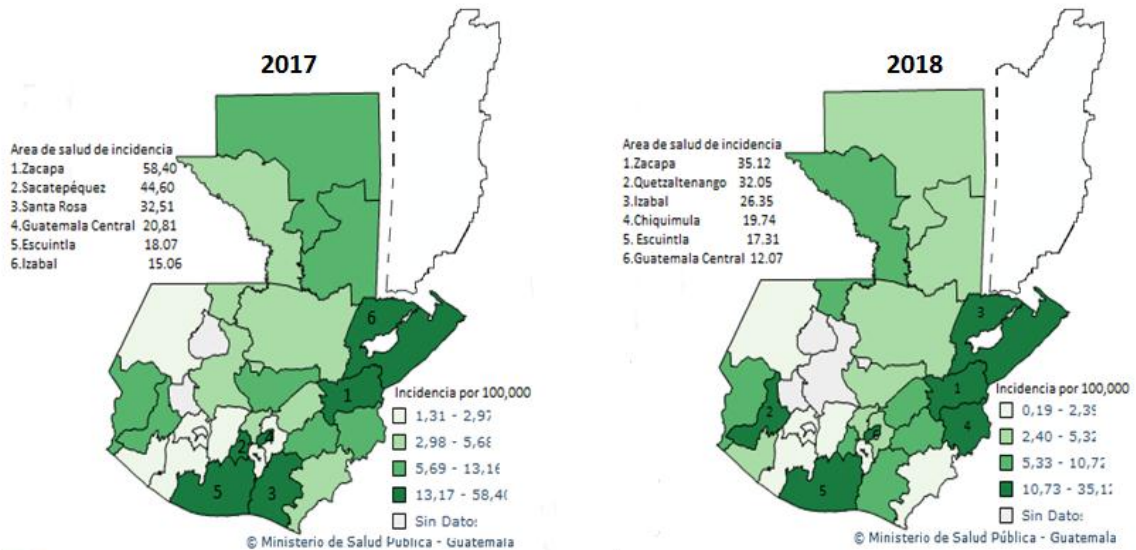 2017
Area de salud de incidencia
1.Zacapa 58,40
2.Sacatepéquez 44,60
3.Santa Rosa 32,51
4.Guatemala Central 20,81
5.Escuintla 18.07
6.Izabal 15.06
6
1
4
2
5
3
Incidencia por 100,000
1,31 - 2,97
2,98 - 5,68
5,69 - 13,16
13,17 - 58,40
Sin Datos
© Ministerio de Salud Pública - Guatemala
2018
Area de salud de incidencia
1.Zacapa 35.12
2.Quetzaltenango 32.05
3.Izabal 26.35
4.Chiquimula 19.74
5. Escuintla 17.31
6.Guatemala Central 12.07
3
1
2
4
6
5
Incidencia por 100,000
0,19 - 2,39
2,40 - 5,32
5,33 - 10,72
10,73 - 35,12
Sin Datos
© Ministerio de Salud Pública - Guatemala